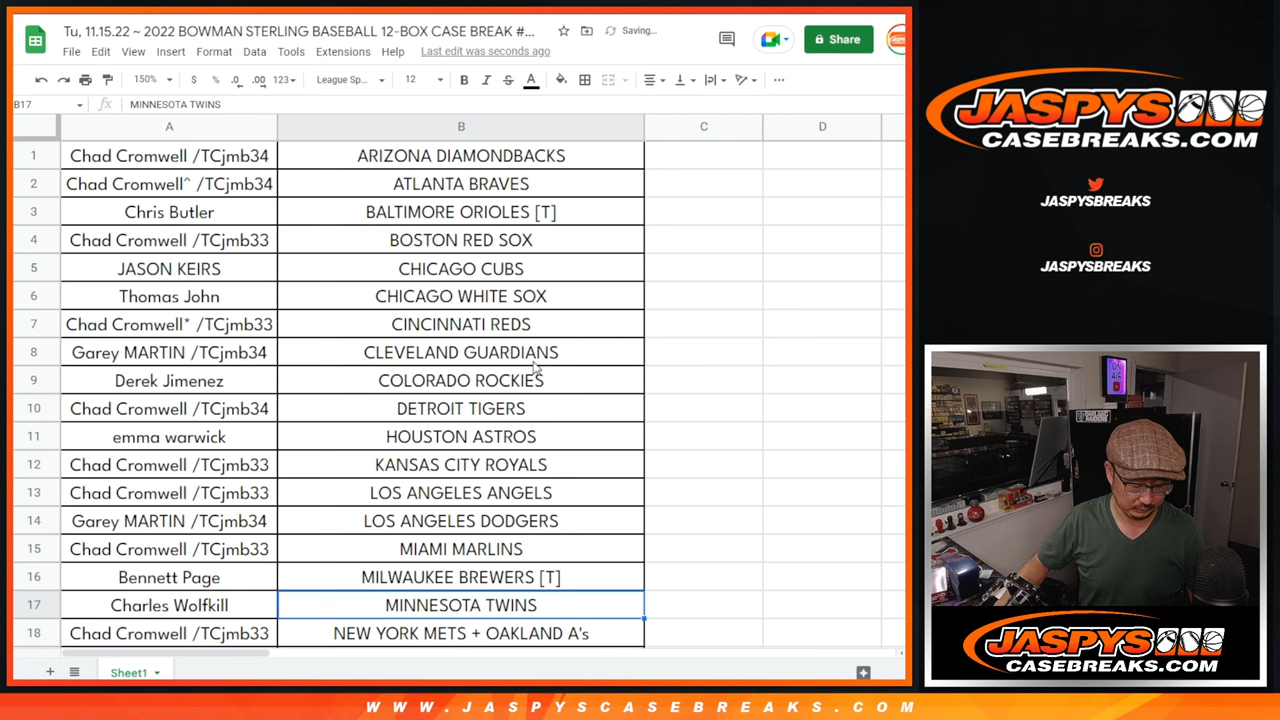 Tu, 11.15.22 ~ 2022 BOWMAN STERLING BASEBALL 12-BOX CASE BREAK #...
Saving...
File Edit View Insert Format Data Tools Extensions Help Last edit was seconds ago
Share
150% $ % .0 .00 123 League Sp... 12 B I S A
B17 fx MINNESOTA TWINS
A B C D
1 Chad Cromwell /TCjmb34 ARIZONA DIAMONDBACKS
2 Chad Cromwell^ /TCjmb34 ATLANTA BRAVES
3 Chris Butler BALTIMORE ORIOLES [T]
4 Chad Cromwell /TCjmb33 BOSTON RED SOX
5 JASON KEIRS CHICAGO CUBS
6 Thomas John CHICAGO WHITE SOX
7 Chad Cromwell* /TCjmb33 CINCINNATI REDS
8 Garey MARTIN /TCjmb34 CLEVELAND GUARDIANS
9 Derek Jimenez COLORADO ROCKIES
10 Chad Cromwell /TCjmb34 DETROIT TIGERS
11 emma warwick HOUSTON ASTROS
12 Chad Cromwell /TCjmb33 KANSAS CITY ROYALS
13 Chad Cromwell /TCjmb33 LOS ANGELES ANGELS
14 Garey MARTIN /TCjmb34 LOS ANGELES DODGERS
15 Chad Cromwell /TCjmb33 MIAMI MARLINS
16 Bennett Page MILWAUKEE BREWERS [T]
17 Charles Wolfkill MINNESOTA TWINS
18 Chad Cromwell /TCjmb33 NEW YORK METS + OAKLAND A's
Sheet1
JASPYS
CASEBREAKS.COM
JASPYSBREAKS
JASPYSBREAKS
ON
AIR
JASPYS
CASEBREAKS.COM
WWW.JASPYSCASEBREAKS.COM